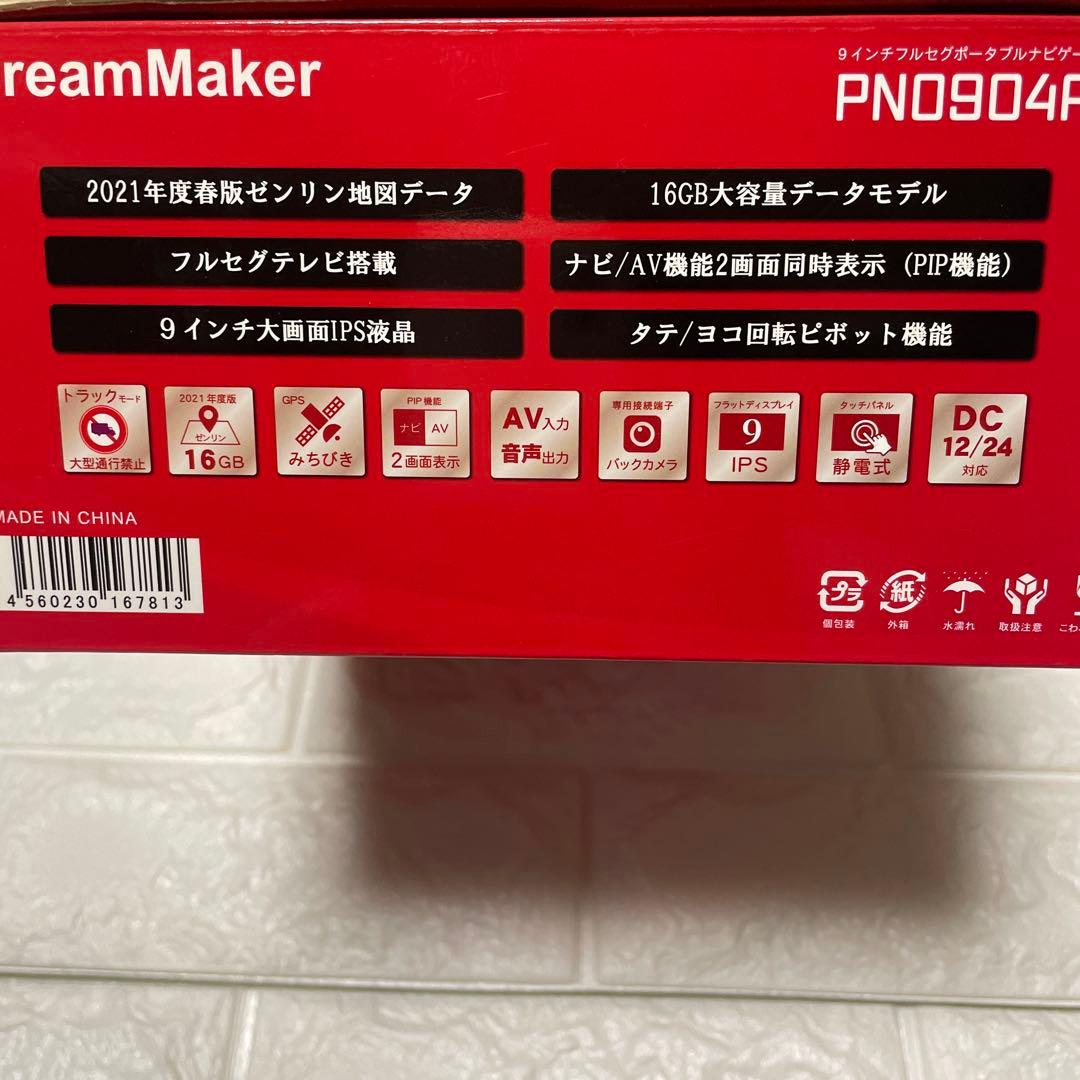 reamMaker
9インチフルセグポータブルナビゲー
PN0904
2021年度春版ゼンリン地図データ
16GB大容量データモデル
フルセグテレビ搭載
ナビ/AV機能2画面同時表示 (PIP機能)
9インチ大画面IPS液晶
タテ/ヨコ回転ピボット機能
トラックモード
大型通行禁止
2021年度版
ゼンリン
16GB
GPS
みちびき
PIP機能
ナビ AV
2画面表示
AV入力
音声出力
専用接続端子
バックカメラ
フラットディスプレイ
9
IPS
タッチパネル
静電式
DC
12/24
対応
MADE IN CHINA
4 560230 167813
プラ
個包装
紙
外箱
水濡れ
取扱注意
こわ